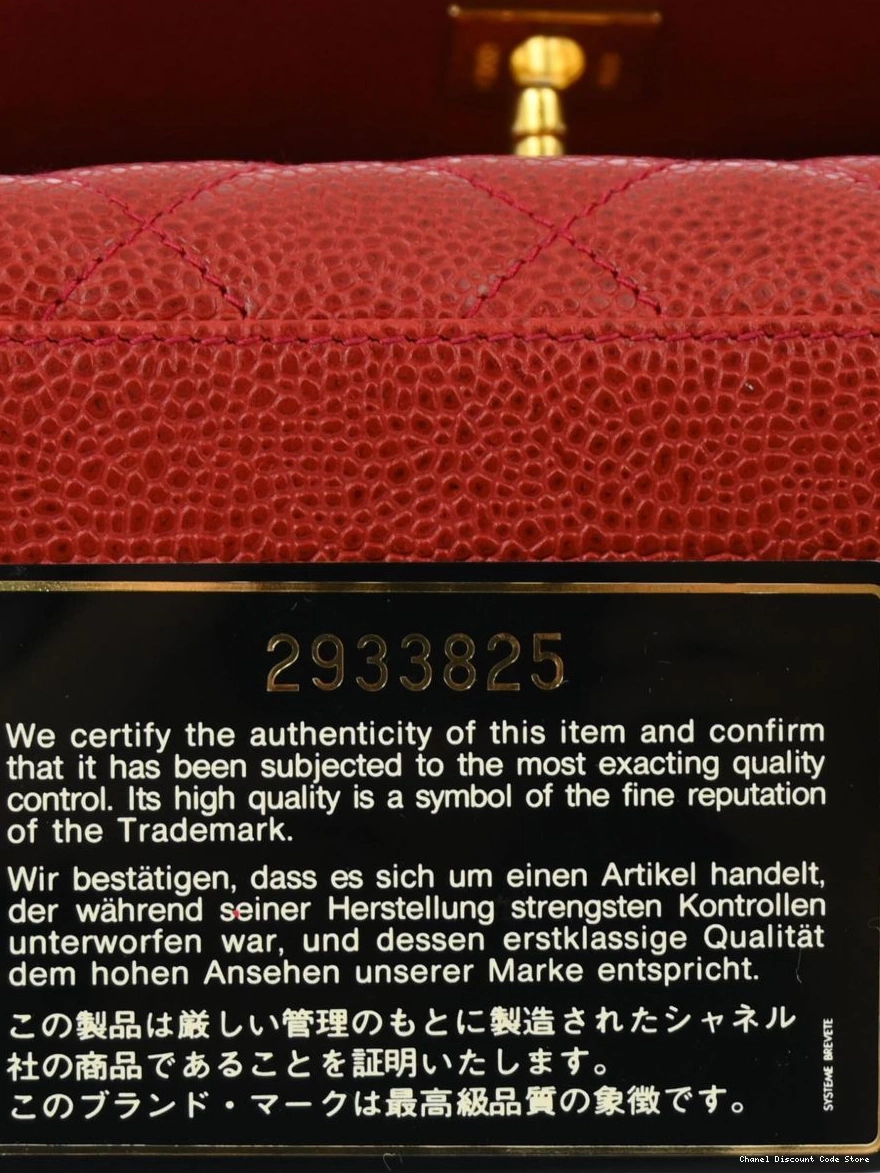 2933825
We certify the authenticity of this item and confirm
that it has been subjected to the most exacting quality
control. Its high quality is a symbol of the fine reputation
of the Trademark.
Wir bestätigen, dass es sich um einen Artikel handelt,
der während seiner Herstellung strengsten Kontrollen
unterworfen war, und dessen erstklassige Qualität
dem hohen Ansehen unserer Marke entspricht.
この製品は厳しい管理のもとに製造されたシャネル
社の商品であることを証明いたします。
このブランド・マークは最高級品質の象徴です。
SYSTEME BREVETE
Chanel Discount Code Store